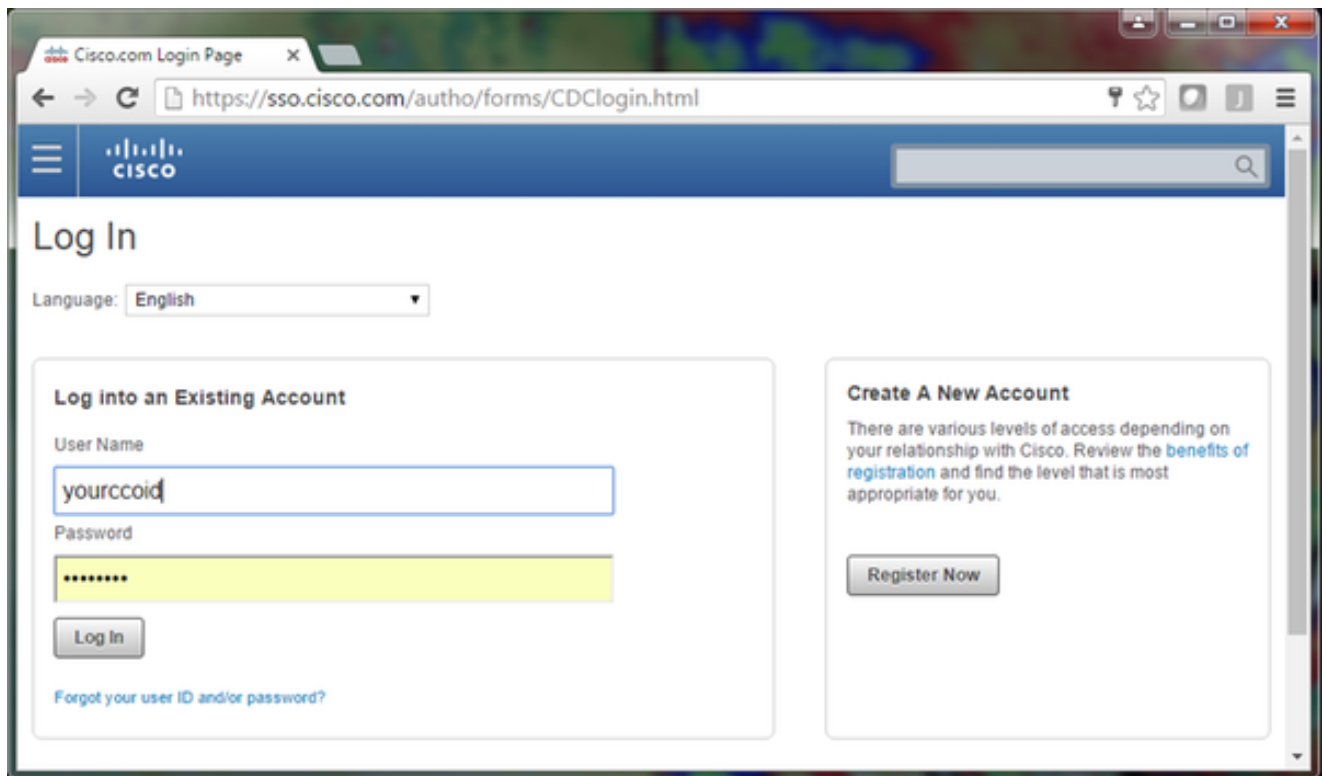 Cisco.com Login Page
https://sso.cisco.com/autho/forms/CDClogin.html
J
CISCO
Log In
Language: English
Log into an Existing Account
User Name
yourccoid
Password
••••••••
Log In
Forgot your user ID and/or password?
Create A New Account
There are various levels of access depending on
your relationship with Cisco. Review the benefits of
registration and find the level that is most
appropriate for you.
Register Now